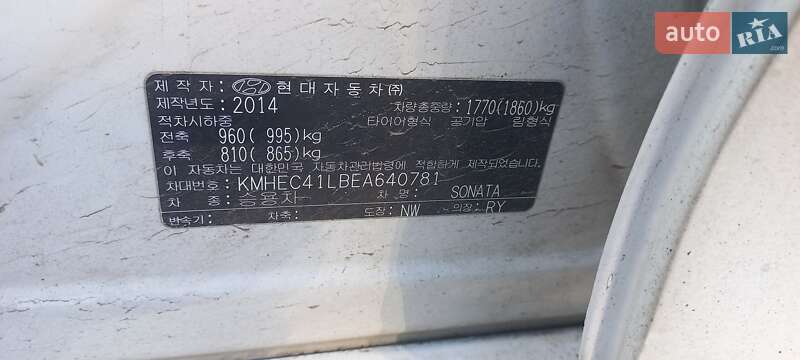 auto RIA .com
제 작 자 : 현대자동차㈜
제작년도: 2014 차량총중량: 1770(1860)kg
적차시하중 타이어형식 공기압 림형식
전축 960( 995)kg
후축 810( 865)kg
이 자동차는 대한민국 자동차관리법령에 적합하게 제작되었습니다.
차대번호: KMHEC41LBEA640781
차 종: 승용차 차 명: SONATA
변속기: 차축: 도장: NW 의장: RY